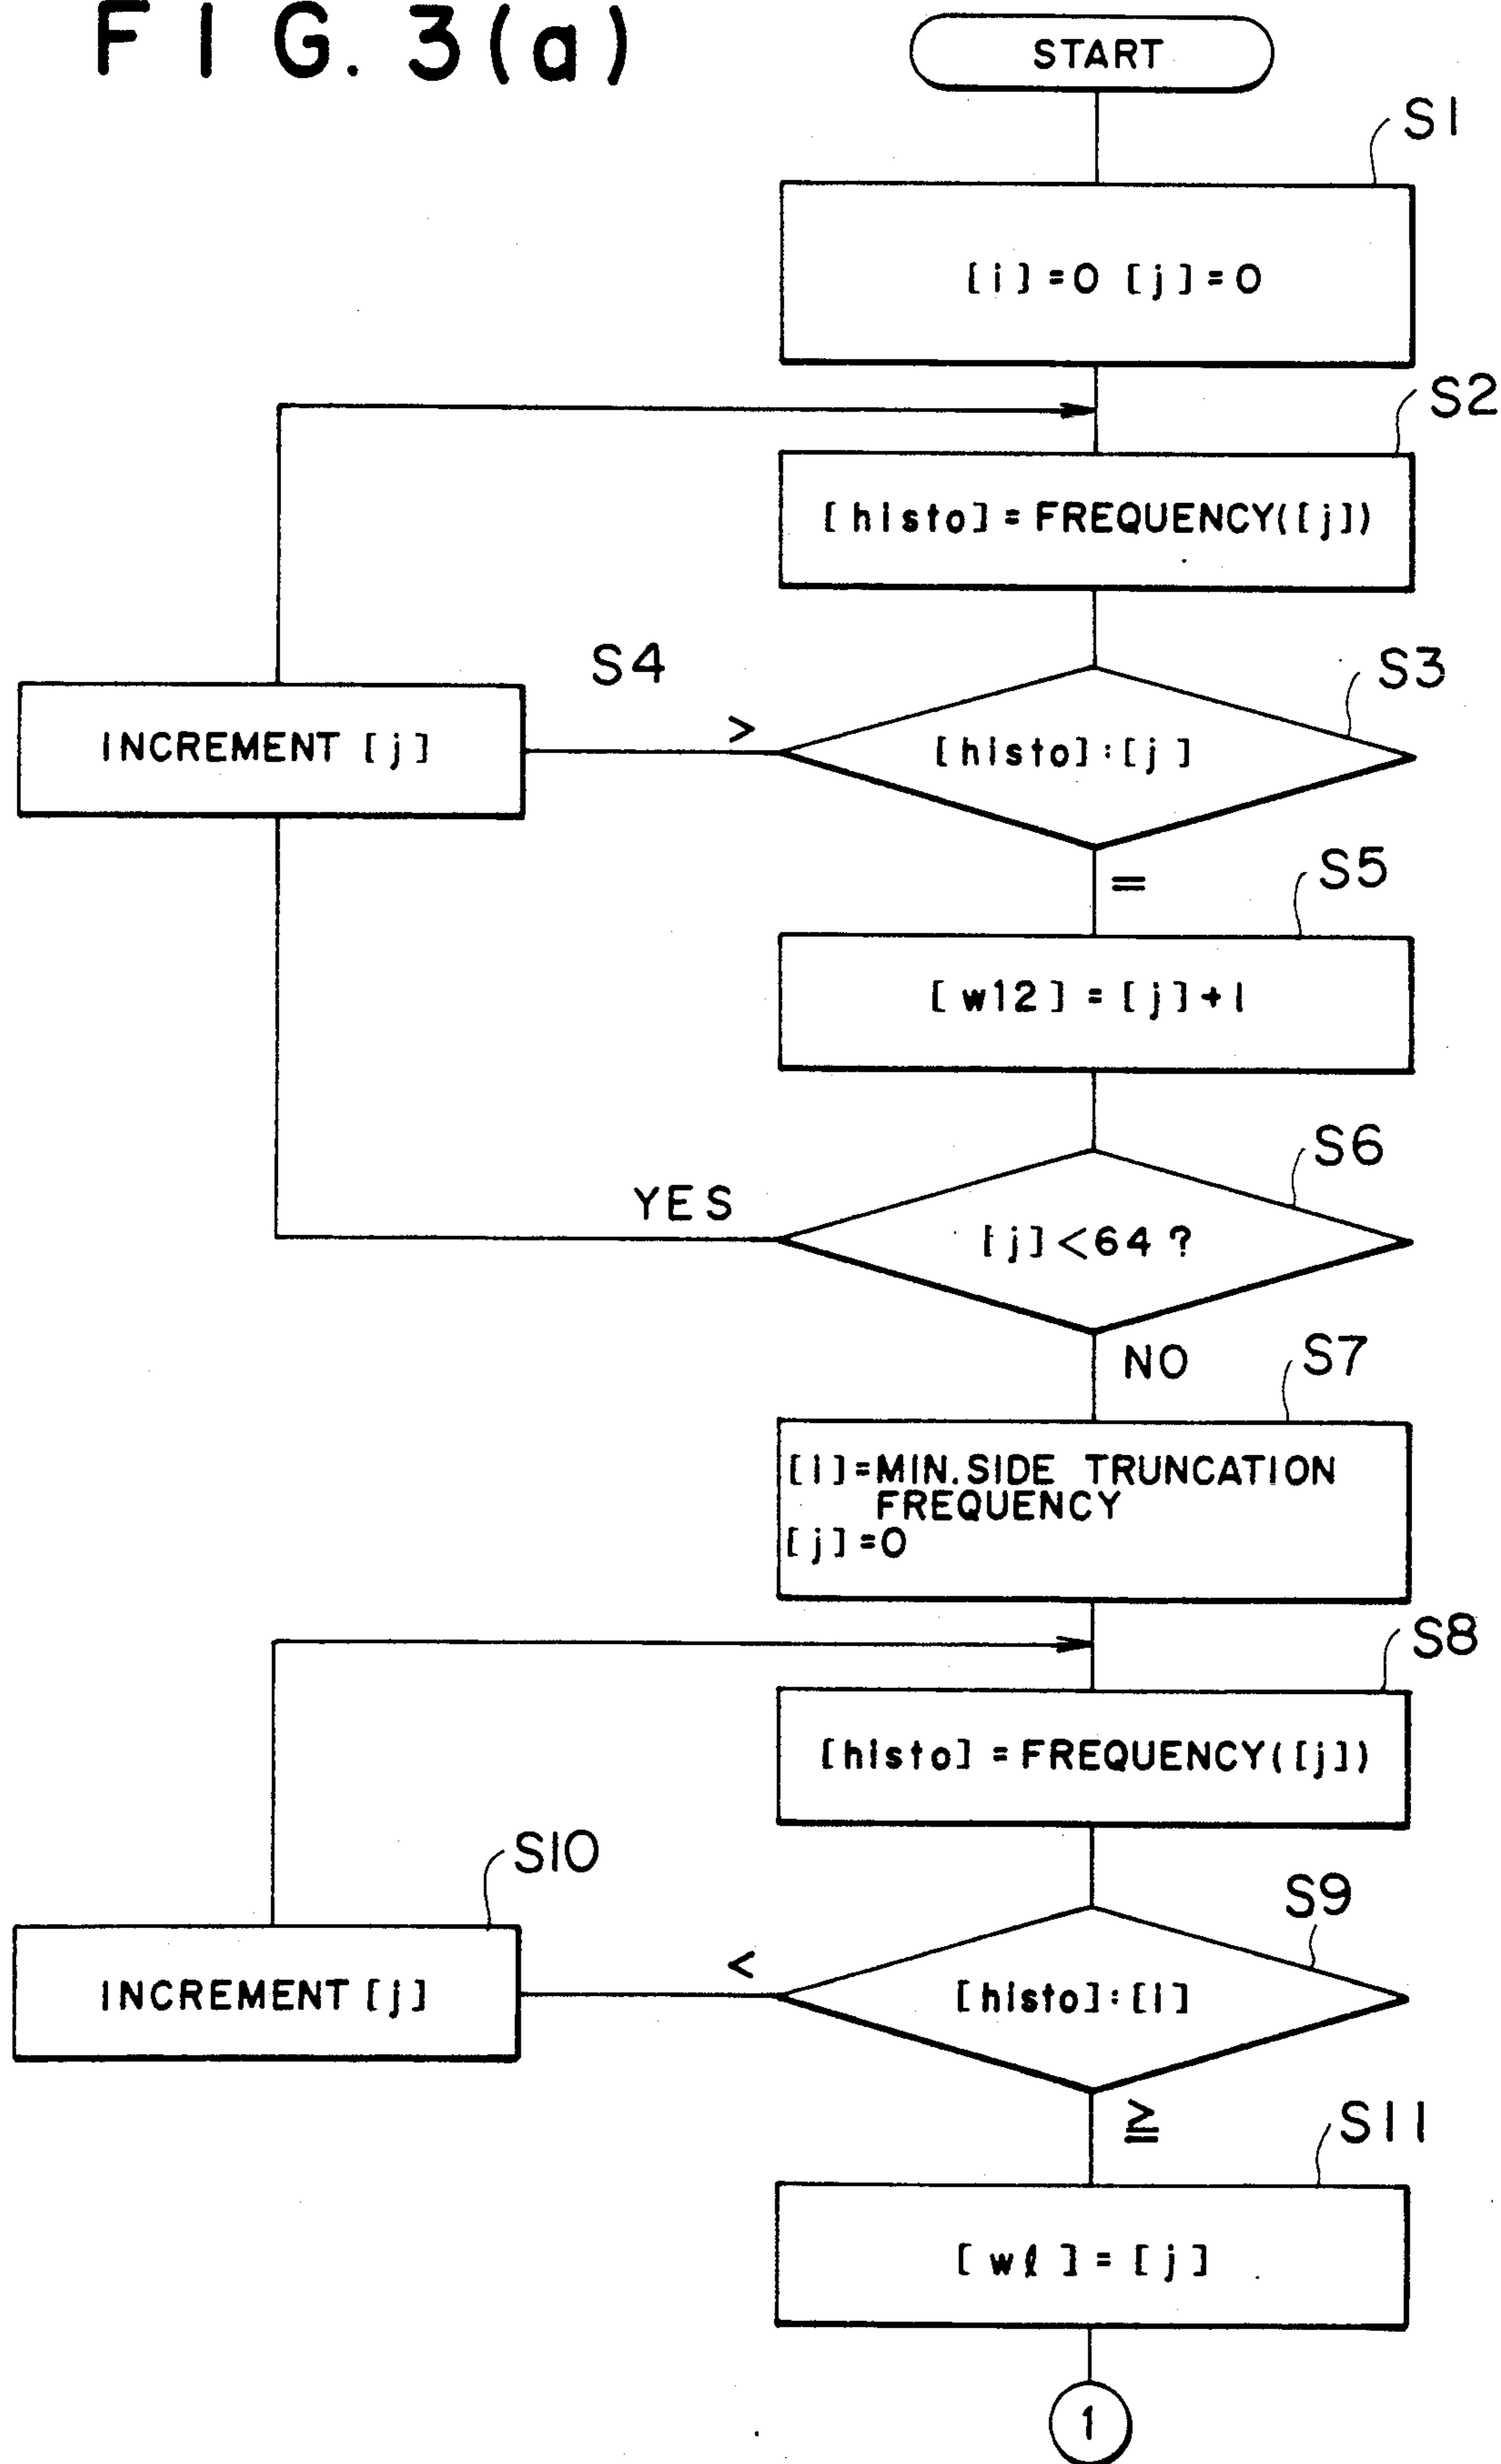 FIG. 3(a)
START
S1
[i]=0 [j]=0
S2
[histo]=FREQUENCY([j])
S4
S3
INCREMENT [j]
>
[histo]:[j]
=
S5
[w12]=[j]+1
S6
YES
[j]<64?
NO
S7
[i]=MIN.SIDE TRUNCATION
FREQUENCY
[j]=0
S8
[histo]=FREQUENCY([j])
S10
S9
INCREMENT [j]
<
[histo]:[i]
≧
S11
[wℓ]=[j]
1